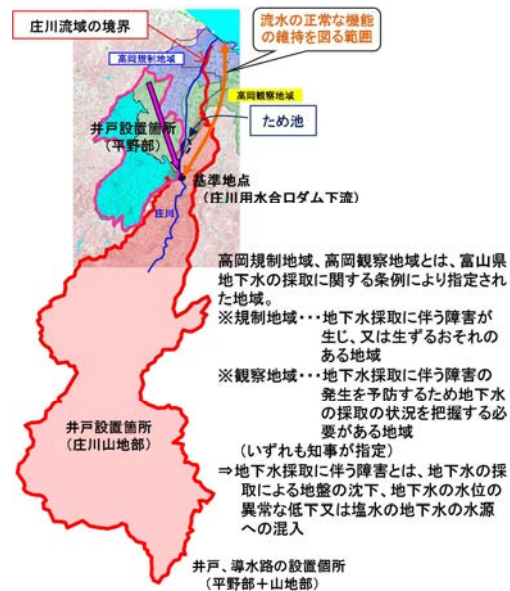 庄川流域の境界
流水の正常な機能
の維持を図る範囲
高岡規制地域
高岡観察地域
ため池
井戸設置箇所
(平野部)
基準地点
(庄川用水合口ダム下流)
庄川
高岡規制地域、高岡観察地域とは、富山県
地下水の採取に関する条例により指定され
た地域。
※規制地域・・・地下水採取に伴う障害が
生じ、又は生ずるおそれの
ある地域
※観察地域・・・地下水採取に伴う障害の
発生を予防するため地下水
の採取の状況を把握する必
要がある地域
(いずれも知事が指定)
⇒地下水採取に伴う障害とは、地下水の採
取による地盤の沈下、地下水の水位の
異常な低下又は塩水の地下水の水源
への混入
井戸設置箇所
(庄川山地部)
井戸、導水路の設置個所
(平野部+山地部)